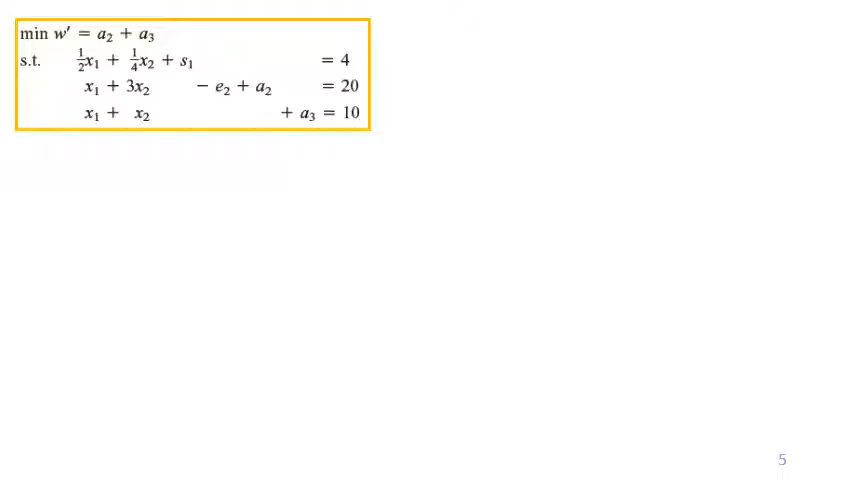 min w′ = a₂ + a₃
s.t. ½x₁ + ¼x₂ + s₁ = 4
x₁ + 3x₂ − e₂ + a₂ = 20
x₁ + x₂ + a₃ = 10
5